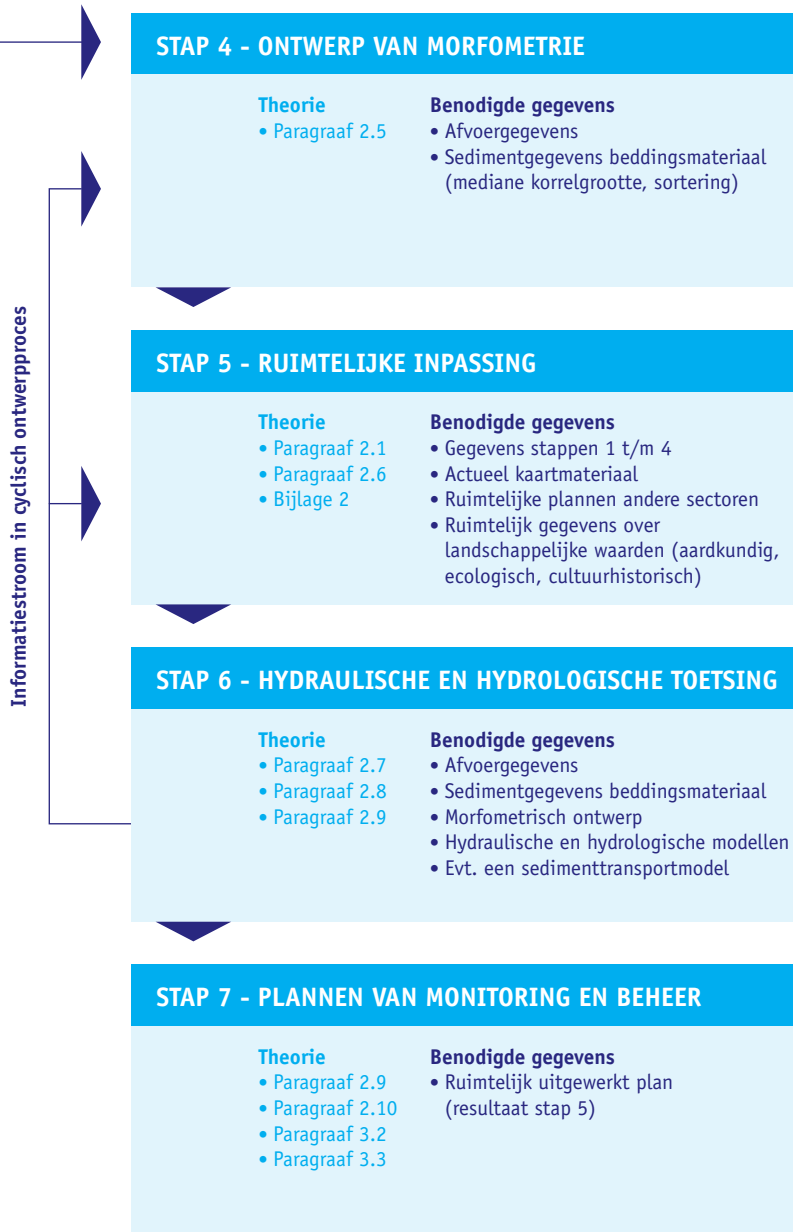 STAP 4 - ONTWERP VAN MORFOMETRIE
Theorie
• Paragraaf 2.5
Benodigde gegevens
• Afvoergegevens
• Sedimentgegevens beddingsmateriaal
(mediane korrelgrootte, sortering)
Informatiestroom in cyclisch ontwerpproces
STAP 5 - RUIMTELIJKE INPASSING
Theorie
• Paragraaf 2.1
• Paragraaf 2.6
• Bijlage 2
Benodigde gegevens
• Gegevens stappen 1 t/m 4
• Actueel kaartmateriaal
• Ruimtelijke plannen andere sectoren
• Ruimtelijk gegevens over
landschappelijke waarden (aardkundig,
ecologisch, cultuurhistorisch)
STAP 6 - HYDRAULISCHE EN HYDROLOGISCHE TOETSING
Theorie
• Paragraaf 2.7
• Paragraaf 2.8
• Paragraaf 2.9
Benodigde gegevens
• Afvoergegevens
• Sedimentgegevens beddingsmateriaal
• Morfometrisch ontwerp
• Hydraulische en hydrologische modellen
• Evt. een sedimenttransportmodel
STAP 7 - PLANNEN VAN MONITORING EN BEHEER
Theorie
• Paragraaf 2.9
• Paragraaf 2.10
• Paragraaf 3.2
• Paragraaf 3.3
Benodigde gegevens
• Ruimtelijk uitgewerkt plan
(resultaat stap 5)